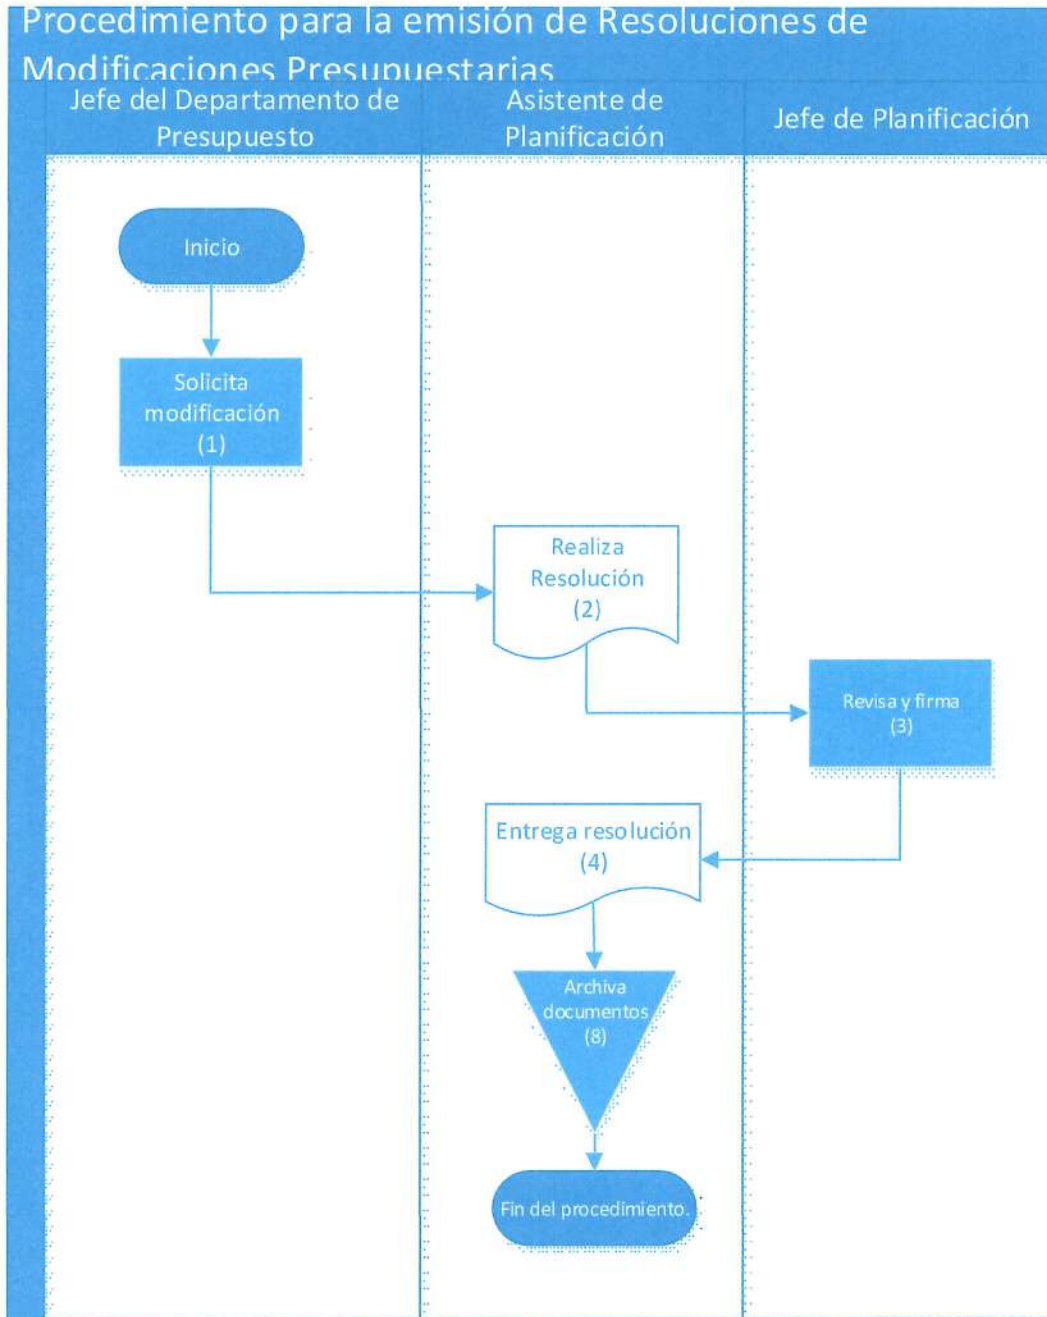 Procedimiento para la emisión de Resoluciones de
Modificaciones Presupuestarias
Jefe del Departamento de
Presupuesto
Asistente de
Planificación
Jefe de Planificación
Inicio
Solicita
modificación
(1)
Realiza
Resolución
(2)
Revisa y firma
(3)
Entrega resolución
(4)
Archiva
documentos
(8)
Fin del procedimiento.